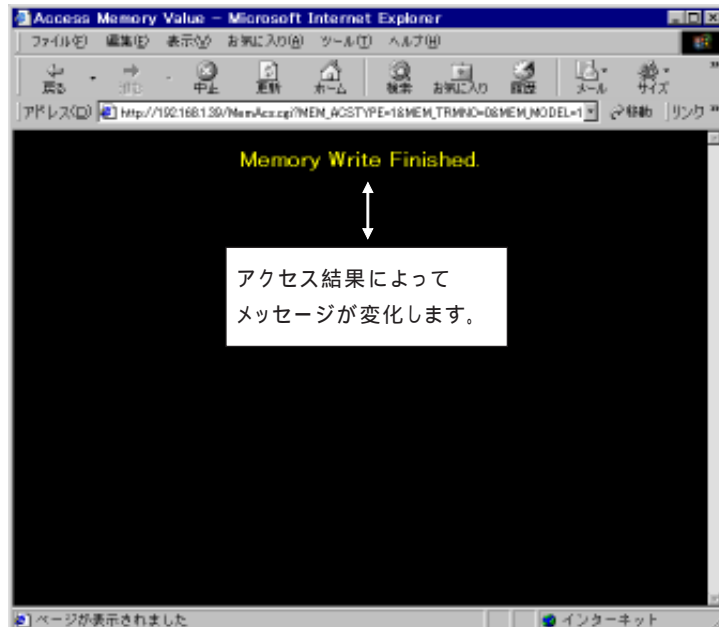 Access Memory Value - Microsoft Internet Explorer
ファイル(F) 編集(E) 表示(V) お気に入り(A) ツール(T) ヘルプ(H)
戻る 進む 中止 更新 ホーム 検索 お気に入り 履歴 メール サイズ
アドレス(D) http://192.168.1.39/MemAcs.cgi?MEM_ACSTYPE=1&MEM_TRMNO=0&MEM_MODEL=1 移動 リンク
Memory Write Finished.
アクセス結果によって
メッセージが変化します。
ページが表示されました インターネット